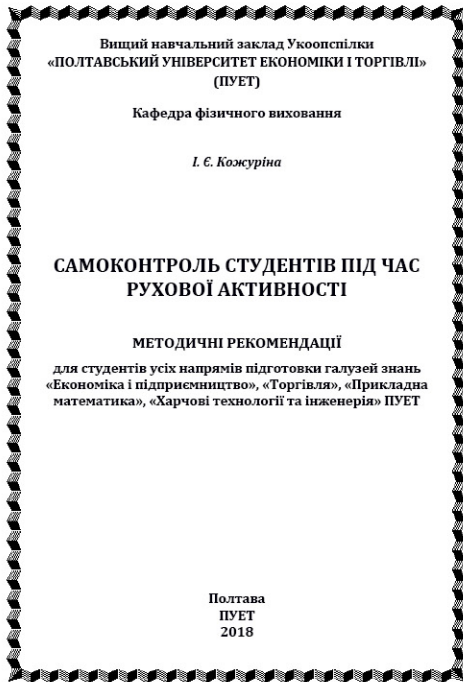 Вищий навчальний заклад Укоопспілки
«ПОЛТАВСЬКИЙ УНІВЕРСИТЕТ ЕКОНОМІКИ І ТОРГІВЛІ»
(ПУЕТ)
Кафедра фізичного виховання
І. Є. Кожуріна
САМОКОНТРОЛЬ СТУДЕНТІВ ПІД ЧАС
РУХОВОЇ АКТИВНОСТІ
МЕТОДИЧНІ РЕКОМЕНДАЦІЇ
для студентів усіх напрямів підготовки галузей знань
«Економіка і підприємництво», «Торгівля», «Прикладна
математика», «Харчові технології та інженерія» ПУЕТ
Полтава
ПУЕТ
2018